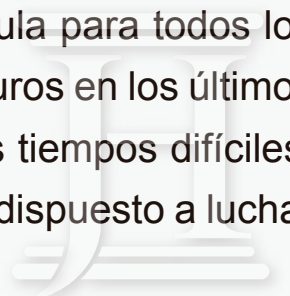 ula para todos lo
uros en los último
s tiempos difíciles
dispuesto a lucha